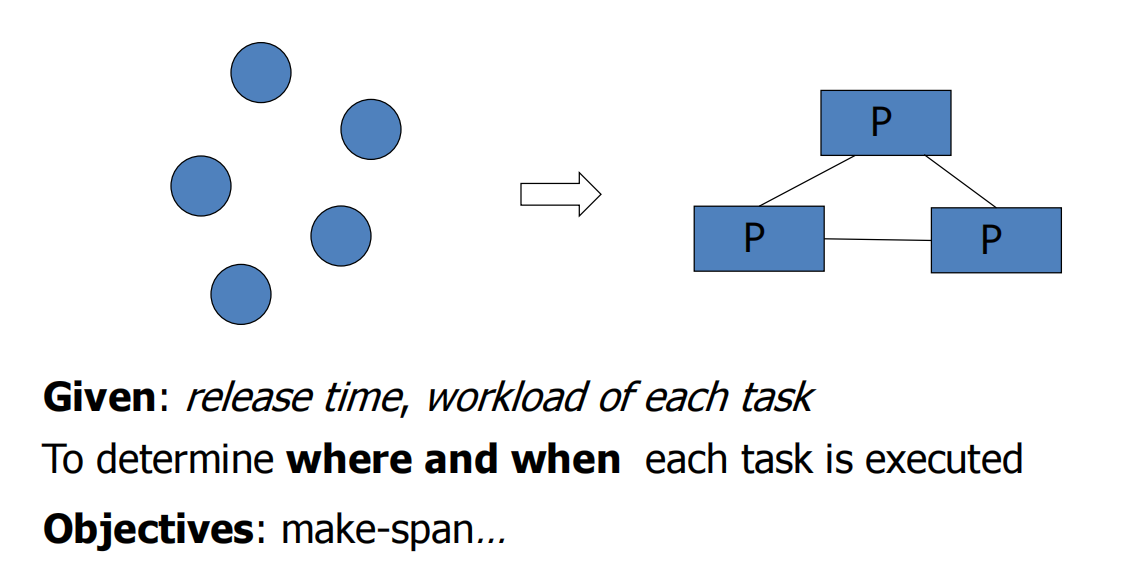 P
P
P
Given: release time, workload of each task
To determine where and when each task is executed
Objectives: make-span...